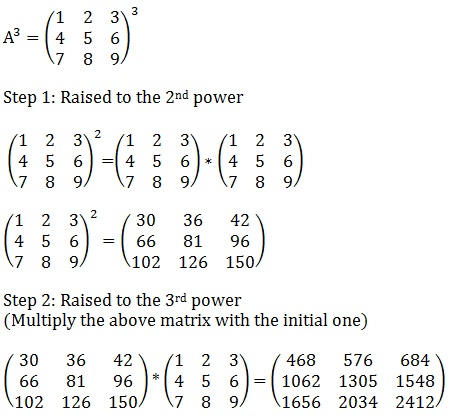 A³ = (1 2 3)³
(4 5 6)
(7 8 9)
Step 1: Raised to the 2nd power
(1 2 3)² = (1 2 3) * (1 2 3)
(4 5 6) (4 5 6) (4 5 6)
(7 8 9) (7 8 9) (7 8 9)
(1 2 3)² = (30 36 42)
(4 5 6) (66 81 96)
(7 8 9) (102 126 150)
Step 2: Raised to the 3rd power
(Multiply the above matrix with the initial one)
(30 36 42) * (1 2 3) = (468 576 684)
(66 81 96) (4 5 6) (1062 1305 1548)
(102 126 150) (7 8 9) (1656 2034 2412)